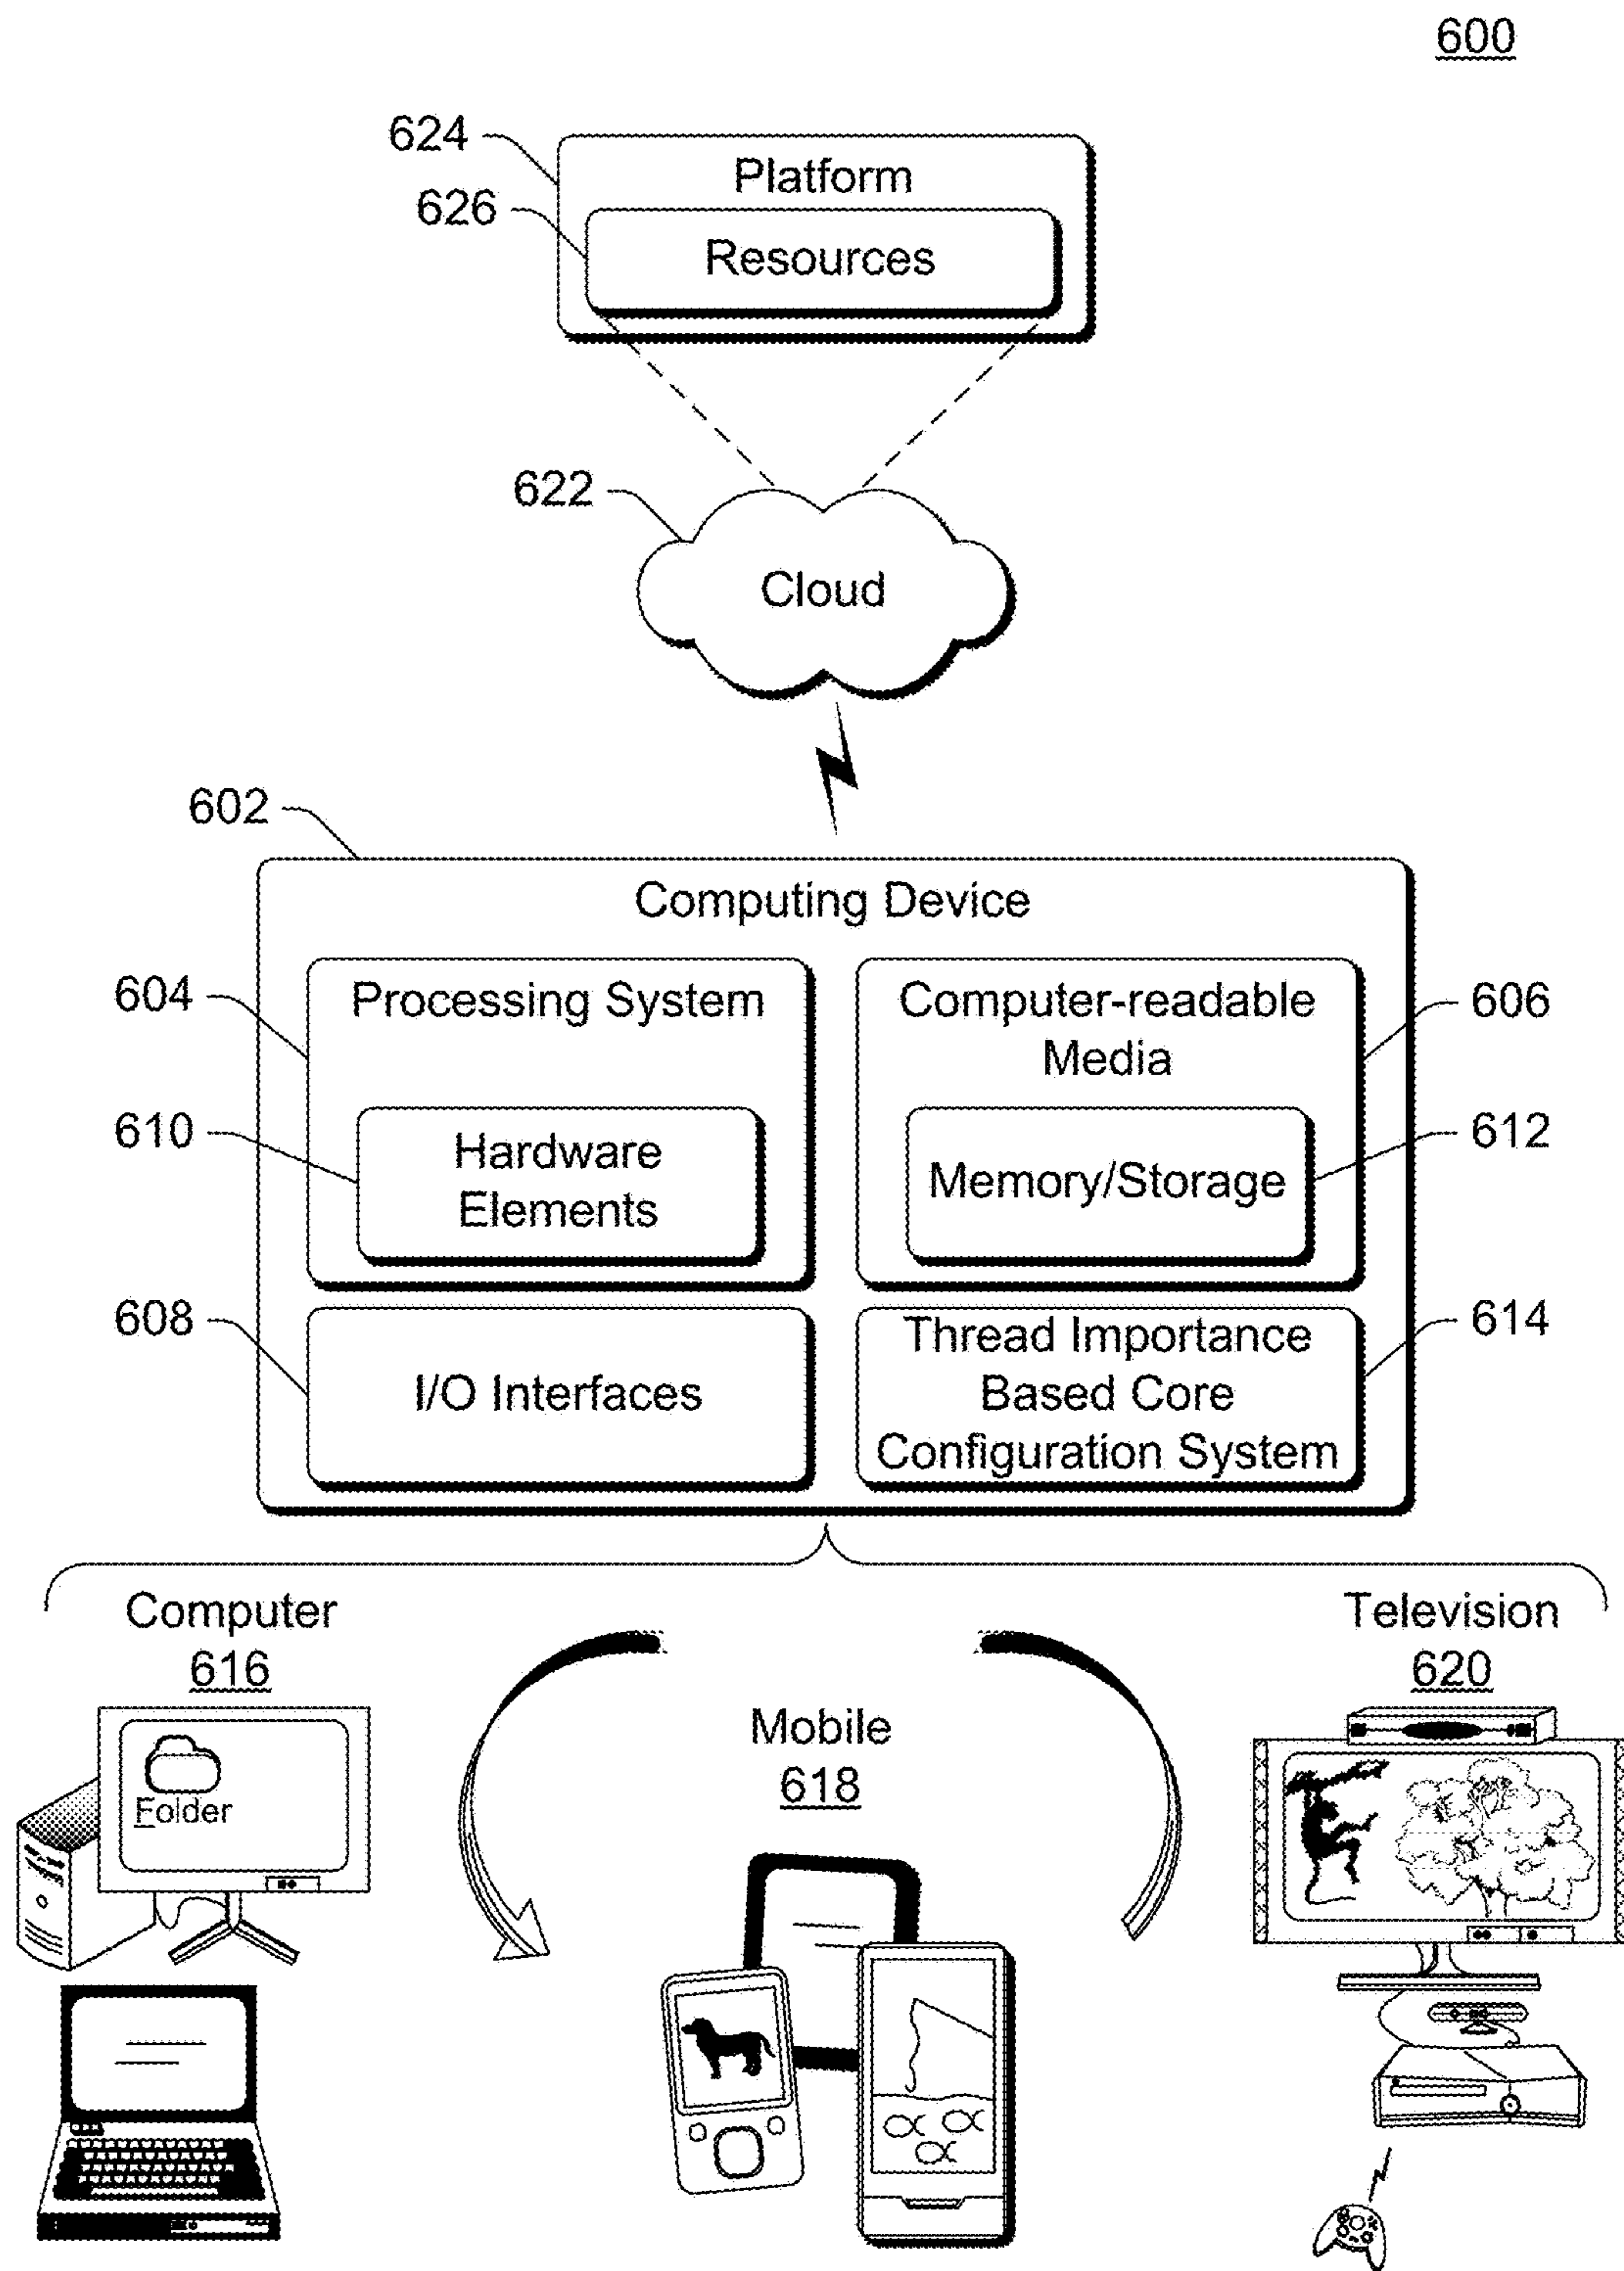 600
624
Platform
626
Resources
622
Cloud
602
Computing Device
604
Processing System
Computer-readable
Media
606
610
Hardware
Elements
Memory/Storage
612
608
I/O Interfaces
Thread Importance
Based Core
Configuration System
614
Computer
616
Folder
Mobile
618
Television
620